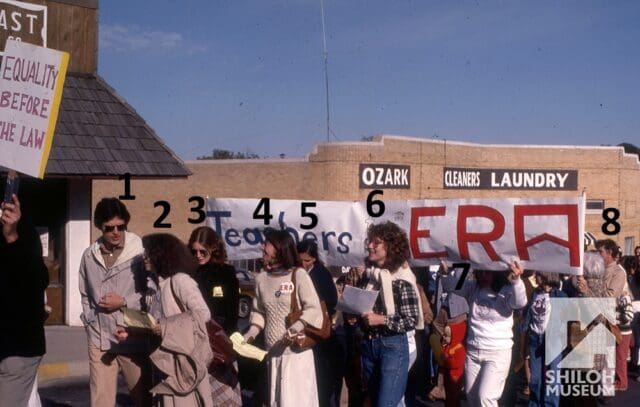 AST
EQUALITY
BEFORE
THE LAW
OZARK
CLEANERS LAUNDRY
Teachers
ERA
ERA
1
2
3
4
5
6
7
8
SHILOH
MUSEUM